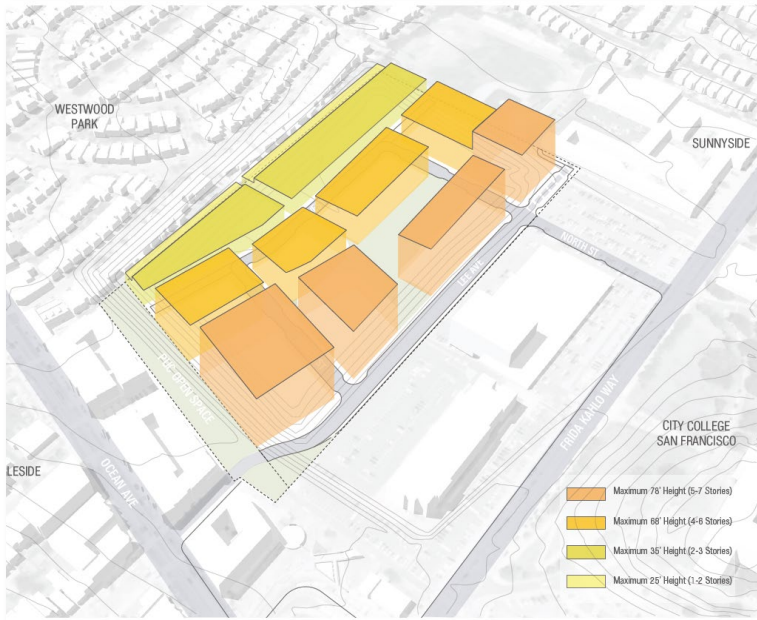 WESTWOOD
PARK
SUNNYSIDE
NORTH ST
LEE AVE
PUC OPEN SPACE
FRIDA KAHLO WAY
CITY COLLEGE
SAN FRANCISCO
LESIDE
OCEAN AVE
Maximum 78' Height (5-7 Stories)
Maximum 68' Height (4-6 Stories)
Maximum 35' Height (2-3 Stories)
Maximum 25' Height (1-2 Stories)